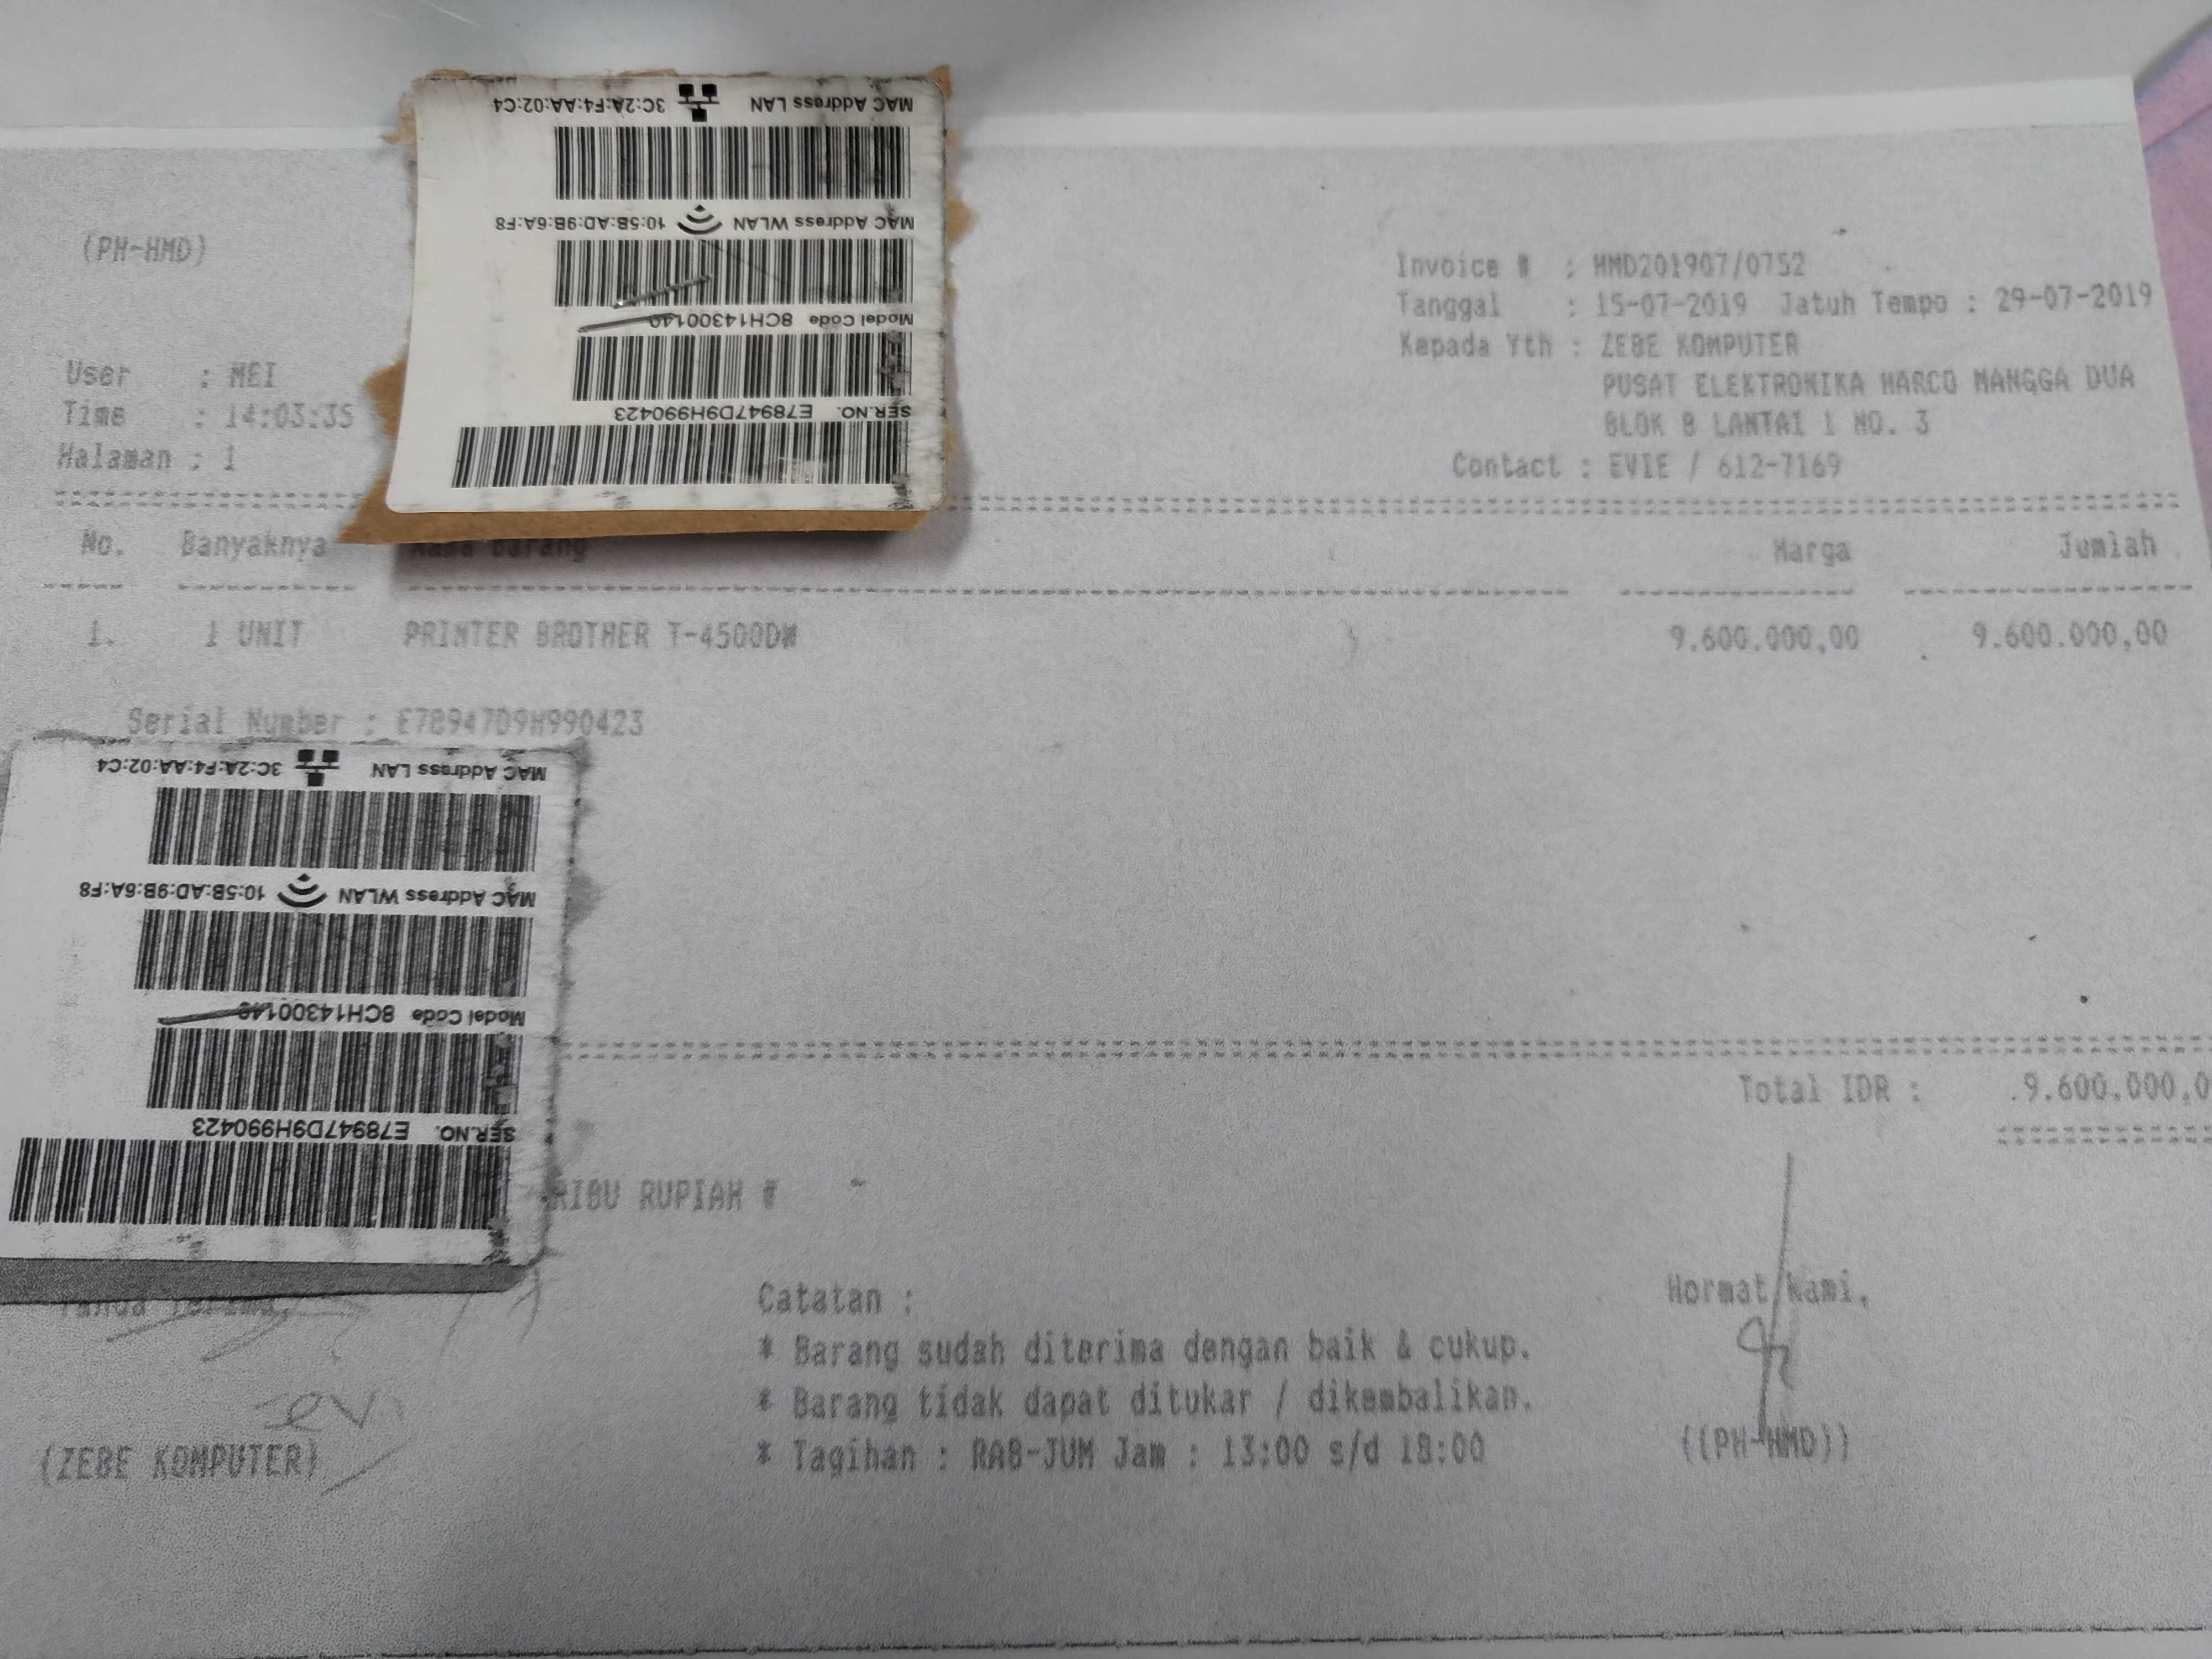 MAC Address LAN 3C:2A:F4:AA:02:C4
MAC Address WLAN 10:5B:AD:9B:6A:F8
Model Code 8CH14300140
SER.NO. E78947D9H990423
(PH-HMD)
Invoice # : HMD201907/0752
Tanggal : 15-07-2019 Jatuh Tempo : 29-07-2019
Kepada Yth : ZEBE KOMPUTER
PUSAT ELEKTRONIKA HARCO MANGGA DUA
BLOK B LANTAI 1 NO. 3
Contact : EVIE / 612-7169
User : MEI
Time : 14:03:35
Halaman : 1
No. Banyaknya Nama Barang Harga Jumlah
1. 1 UNIT PRINTER BROTHER T-4500DW 9.600.000,00 9.600.000,00
Serial Number : E78947D9H990423
MAC Address LAN 3C:2A:F4:AA:02:C4
MAC Address WLAN 10:5B:AD:9B:6A:F8
Model Code 8CH14300140
SER.NO. E78947D9H990423
Total IDR : 9.600.000,0
RIBU RUPIAH #
Tanda Terima,
Catatan :
* Barang sudah diterima dengan baik & cukup.
* Barang tidak dapat ditukar / dikembalikan.
* Tagihan : RAB-JUM Jam : 13:00 s/d 18:00
Hormat Kami,
ev
(ZEBE KOMPUTER)
((PH-HMD))